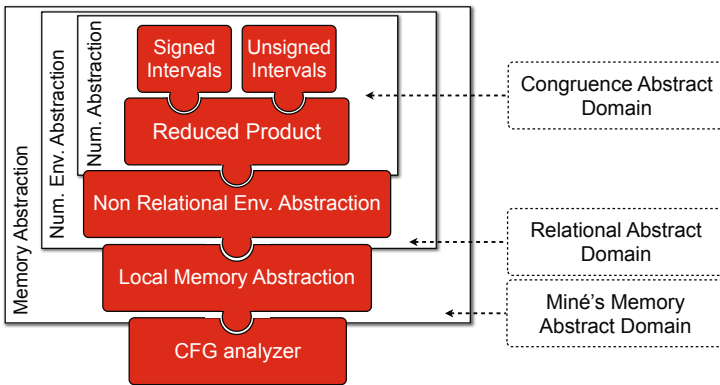 Memory Abstraction
Num. Env. Abstraction
Num. Abstraction
Signed
Intervals
Unsigned
Intervals
Reduced Product
Non Relational Env. Abstraction
Local Memory Abstraction
CFG analyzer
Congruence Abstract
Domain
Relational Abstract
Domain
Miné's Memory
Abstract Domain